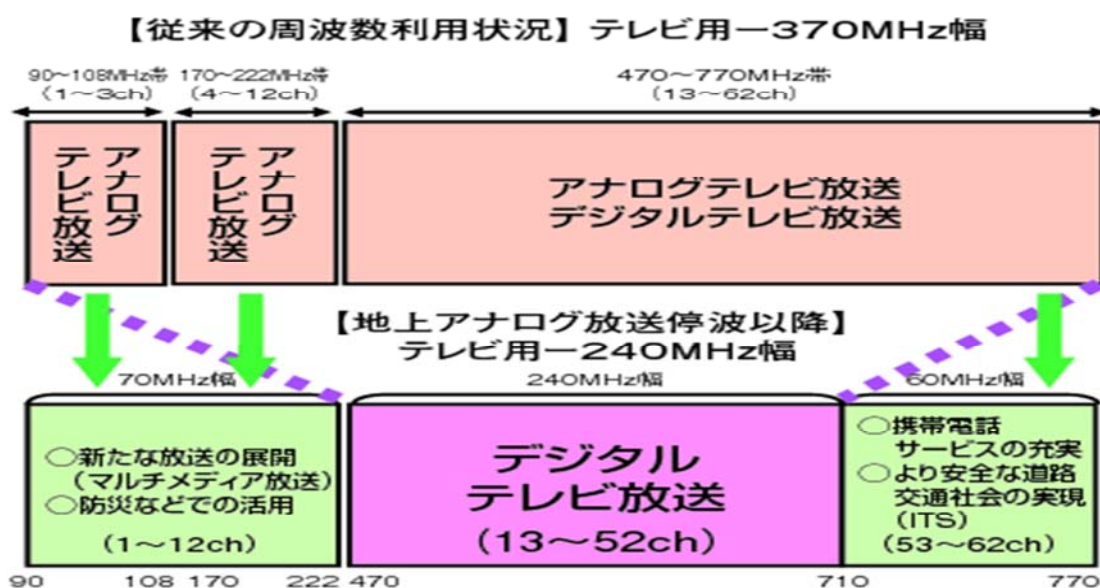 【従来の周波数利用状況】テレビ用ー370MHz幅
90~108MHz帯
(1~3ch)
170~222MHz帯
(4~12ch)
470~770MHz帯
(13~62ch)
アナログ
テレビ放送
アナログ
テレビ放送
アナログテレビ放送
デジタルテレビ放送
【地上アナログ放送停波以降】
テレビ用ー240MHz幅
70MHz幅
240MHz幅
60MHz幅
○新たな放送の展開
(マルチメディア放送)
○防災などでの活用
(1~12ch)
デジタル
テレビ放送
(13~52ch)
○携帯電話
サービスの充実
○より安全な道路
交通社会の実現
(ITS)
(53~62ch)
90 108 170 222 470 710 770